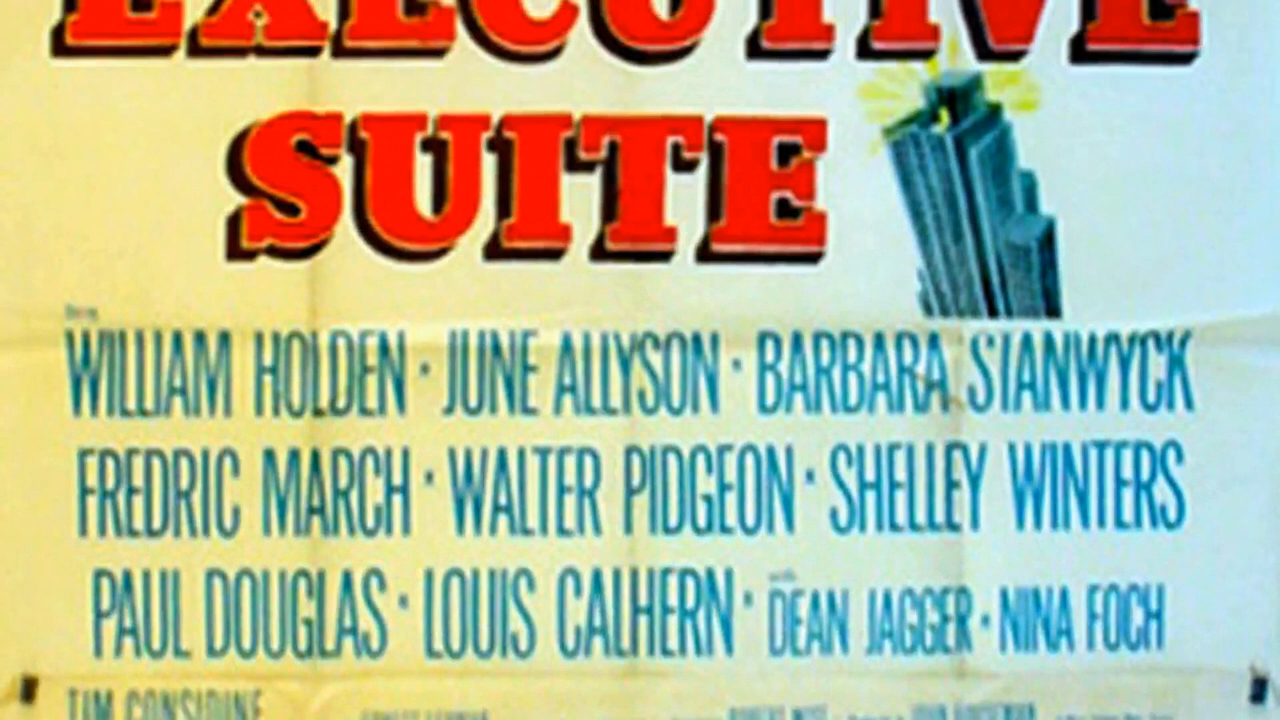 EXECUTIVE
SUITE
WILLIAM HOLDEN · JUNE ALLYSON · BARBARA STANWYCK
FREDRIC MARCH · WALTER PIDGEON · SHELLEY WINTERS
PAUL DOUGLAS · LOUIS CALHERN · with DEAN JAGGER · NINA FOCH
TIM CONSIDINE